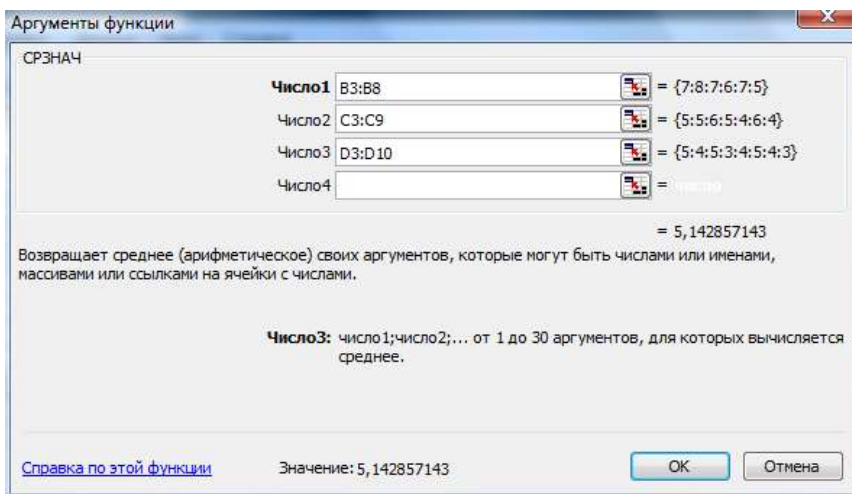 Аргументы функции
СРЗНАЧ
Число1 B3:B8 = {7:8:7:6:7:5}
Число2 C3:C9 = {5:5:6:5:4:6:4}
Число3 D3:D10 = {5:4:5:3:4:5:4:3}
Число4 = число
= 5,142857143
Возвращает среднее (арифметическое) своих аргументов, которые могут быть числами или именами,
массивами или ссылками на ячейки с числами.
Число3: число1;число2;... от 1 до 30 аргументов, для которых вычисляется
среднее.
Справка по этой функции Значение: 5,142857143 OK Отмена